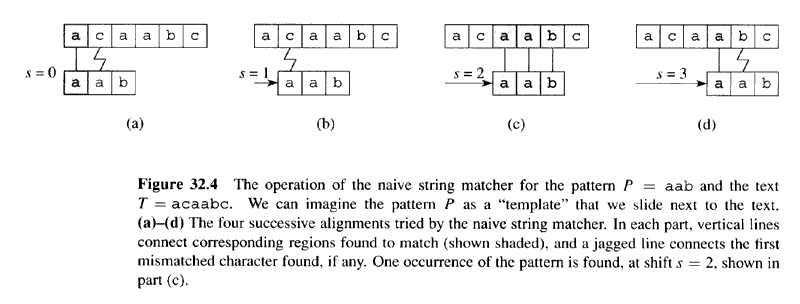 a c a a b c
s = 0
a a b
(a)
a c a a b c
s = 1
a a b
(b)
a c a a b c
s = 2
a a b
(c)
a c a a b c
s = 3
a a b
(d)
Figure 32.4 The operation of the naive string matcher for the pattern P = aab and the text
T = acaabc. We can imagine the pattern P as a “template” that we slide next to the text.
(a)–(d) The four successive alignments tried by the naive string matcher. In each part, vertical lines
connect corresponding regions found to match (shown shaded), and a jagged line connects the first
mismatched character found, if any. One occurrence of the pattern is found, at shift s = 2, shown in
part (c).